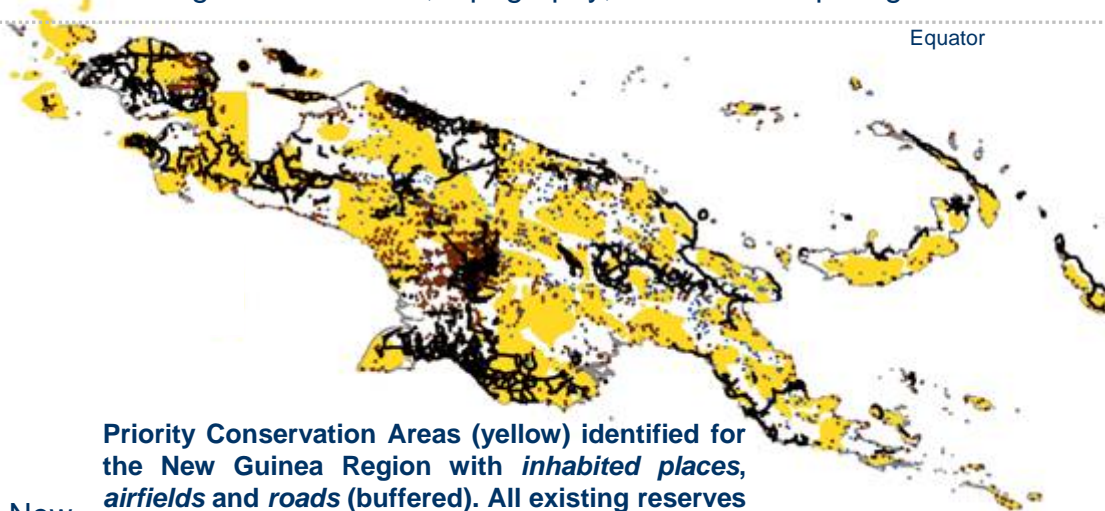 Equator
Priority Conservation Areas (yellow) identified for
the New Guinea Region with inhabited places,
New
airfields and roads (buffered). All existing reserves